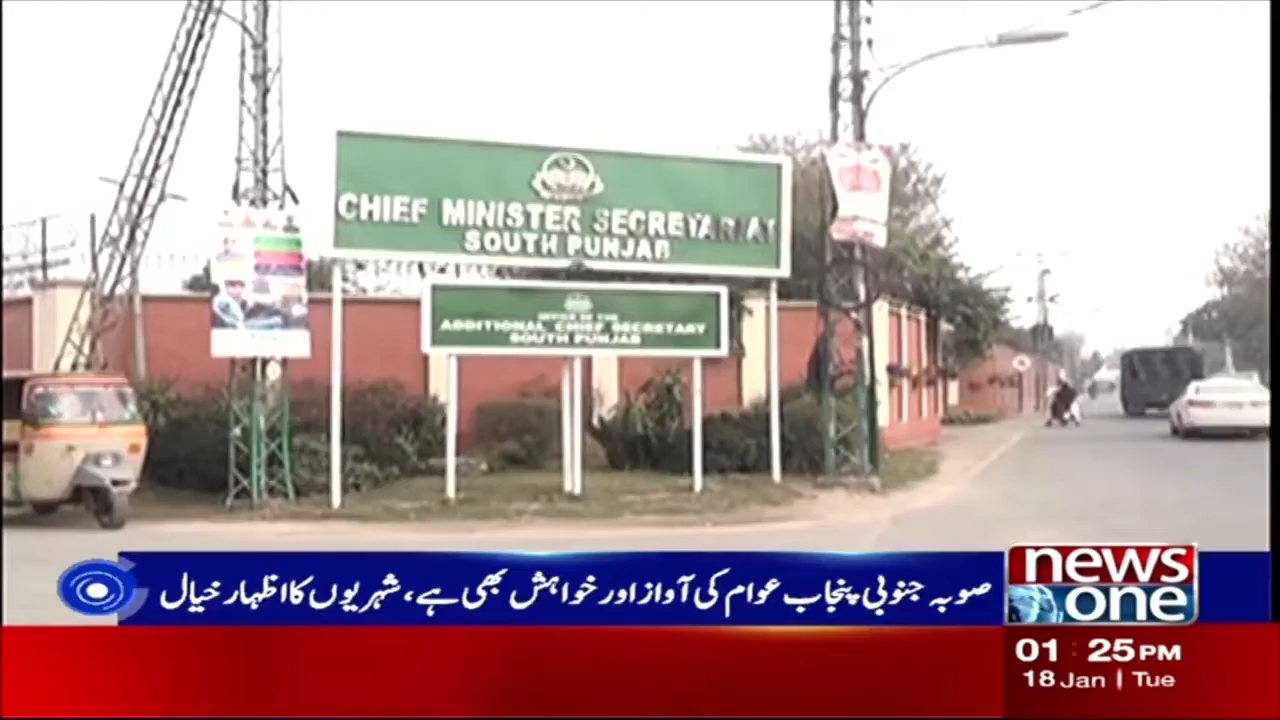 CHIEF MINISTER SECRETARIAT
SOUTH PUNJAB
OFFICE OF THE
ADDITIONAL CHIEF SECRETARY
SOUTH PUNJAB
صوبہ جنوبی پنجاب عوام کی آواز اور خواہش بھی ہے، شہریوں کا اظہار خیال
news
one
01 : 25 PM
18 Jan | Tue